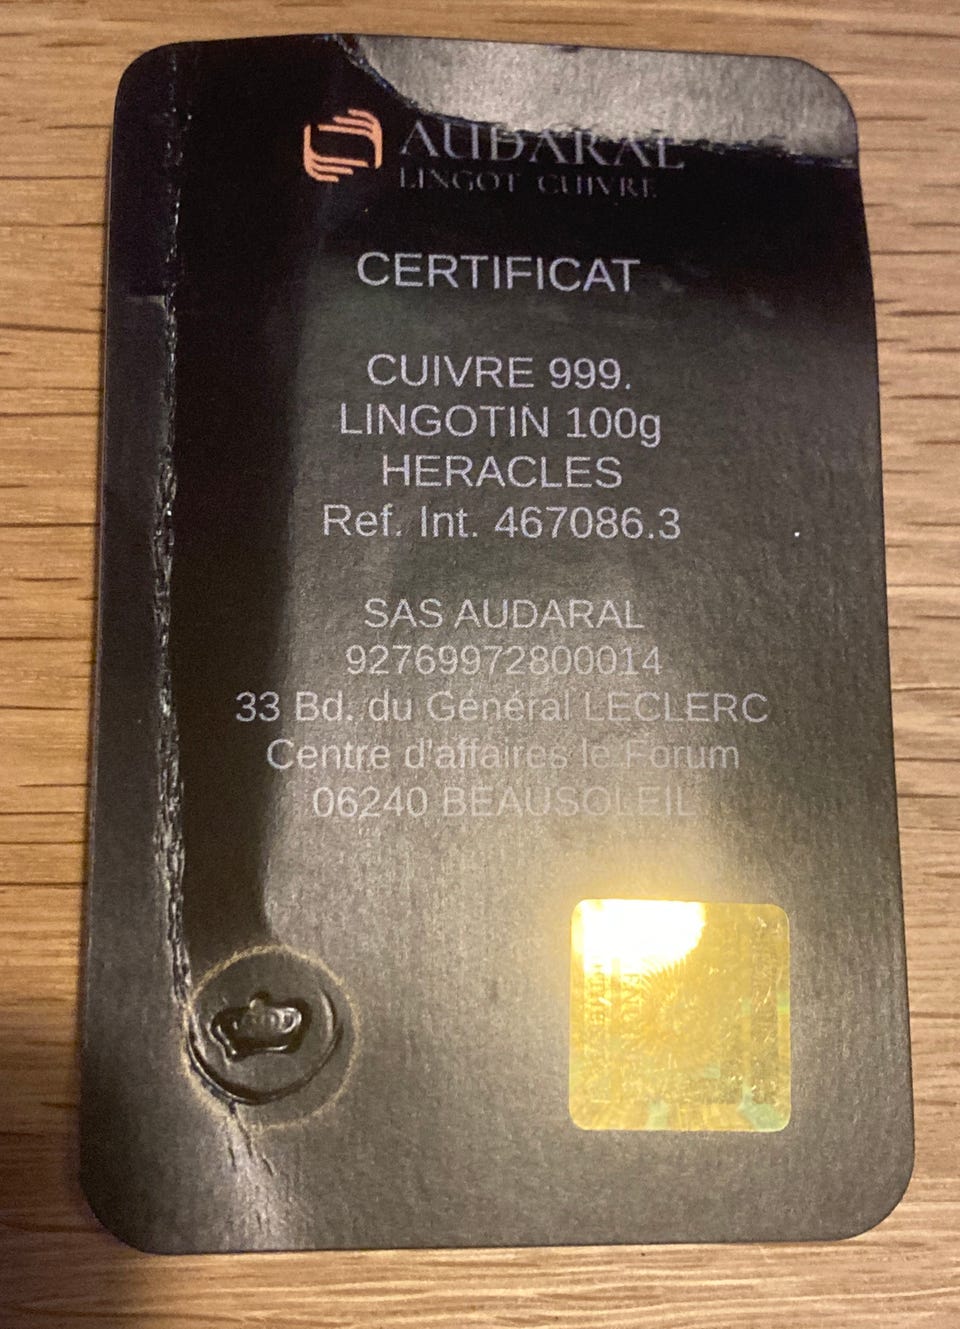 AUDARAL
LINGOT CUIVRE
CERTIFICAT
CUIVRE 999.
LINGOTIN 100g
HERACLES
Ref. Int. 467086.3
SAS AUDARAL
92769972800014
33 Bd. du Général LECLERC
Centre d'affaires le Forum
06240 BEAUSOLEIL